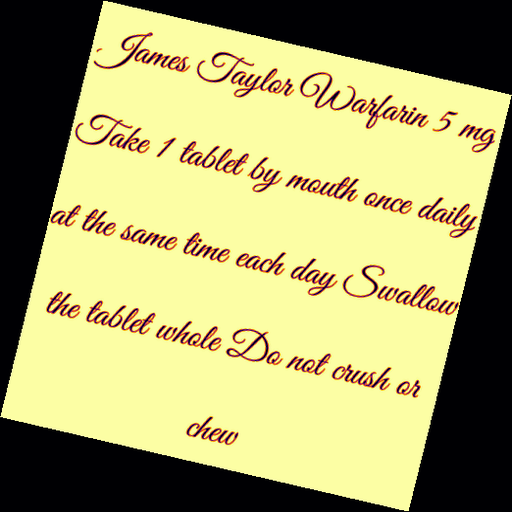 James Taylor Warfarin 5 mg
Take 1 tablet by mouth once daily
at the same time each day Swallow
the tablet whole Do not crush or
chew